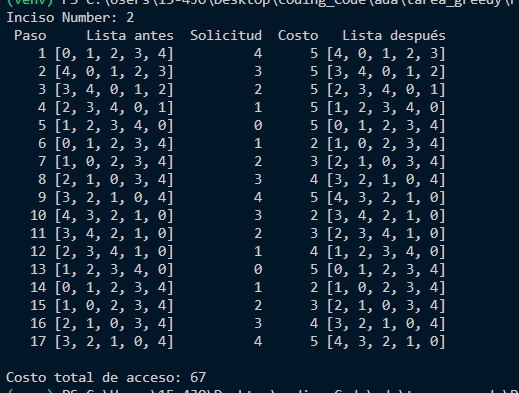 (venv) PS C:\Users\15-4JO\Desktop\coding_Code\ada\tarea_greedy\
Inciso Number: 2
Paso Lista antes Solicitud Costo Lista después
1 [0, 1, 2, 3, 4] 4 5 [4, 0, 1, 2, 3]
2 [4, 0, 1, 2, 3] 3 5 [3, 4, 0, 1, 2]
3 [3, 4, 0, 1, 2] 2 5 [2, 3, 4, 0, 1]
4 [2, 3, 4, 0, 1] 1 5 [1, 2, 3, 4, 0]
5 [1, 2, 3, 4, 0] 0 5 [0, 1, 2, 3, 4]
6 [0, 1, 2, 3, 4] 1 2 [1, 0, 2, 3, 4]
7 [1, 0, 2, 3, 4] 2 3 [2, 1, 0, 3, 4]
8 [2, 1, 0, 3, 4] 3 4 [3, 2, 1, 0, 4]
9 [3, 2, 1, 0, 4] 4 5 [4, 3, 2, 1, 0]
10 [4, 3, 2, 1, 0] 3 2 [3, 4, 2, 1, 0]
11 [3, 4, 2, 1, 0] 2 3 [2, 3, 4, 1, 0]
12 [2, 3, 4, 1, 0] 1 4 [1, 2, 3, 4, 0]
13 [1, 2, 3, 4, 0] 0 5 [0, 1, 2, 3, 4]
14 [0, 1, 2, 3, 4] 1 2 [1, 0, 2, 3, 4]
15 [1, 0, 2, 3, 4] 2 3 [2, 1, 0, 3, 4]
16 [2, 1, 0, 3, 4] 3 4 [3, 2, 1, 0, 4]
17 [3, 2, 1, 0, 4] 4 5 [4, 3, 2, 1, 0]
Costo total de acceso: 67